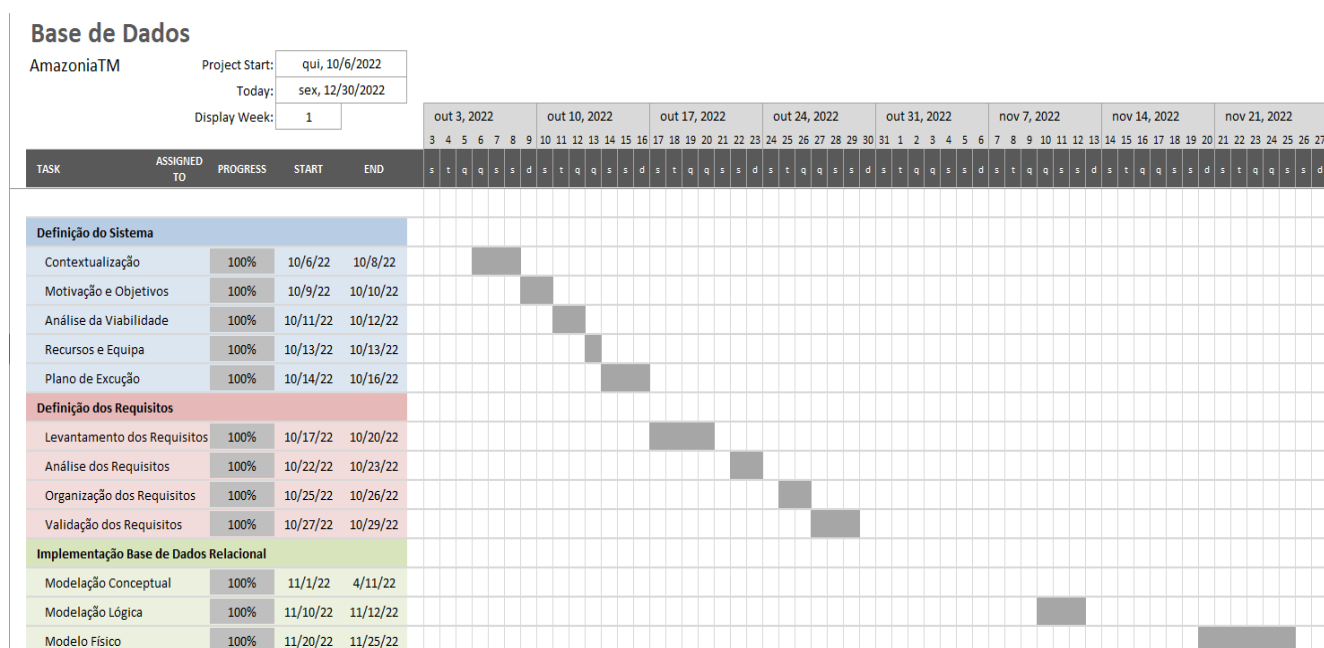 Base de Dados
AmazoniaTM Project Start: qui, 10/6/2022
Today: sex, 12/30/2022
Display Week: 1 out 3, 2022 out 10, 2022 out 17, 2022 out 24, 2022 out 31, 2022 nov 7, 2022 nov 14, 2022 nov 21, 2022
3 4 5 6 7 8 9 10 11 12 13 14 15 16 17 18 19 20 21 22 23 24 25 26 27 28 29 30 31 1 2 3 4 5 6 7 8 9 10 11 12 13 14 15 16 17 18 19 20 21 22 23 24 25 26 27
TASK ASSIGNED TO PROGRESS START END s t q q s s d s t q q s s d s t q q s s d s t q q s s d s t q q s s d s t q q s s d s t q q s s d s t q q s s d
Definição do Sistema
Contextualização 100% 10/6/22 10/8/22
Motivação e Objetivos 100% 10/9/22 10/10/22
Análise da Viabilidade 100% 10/11/22 10/12/22
Recursos e Equipa 100% 10/13/22 10/13/22
Plano de Excução 100% 10/14/22 10/16/22
Definição dos Requisitos
Levantamento dos Requisitos 100% 10/17/22 10/20/22
Análise dos Requisitos 100% 10/22/22 10/23/22
Organização dos Requisitos 100% 10/25/22 10/26/22
Validação dos Requisitos 100% 10/27/22 10/29/22
Implementação Base de Dados Relacional
Modelação Conceptual 100% 11/1/22 4/11/22
Modelação Lógica 100% 11/10/22 11/12/22
Modelo Físico 100% 11/20/22 11/25/22